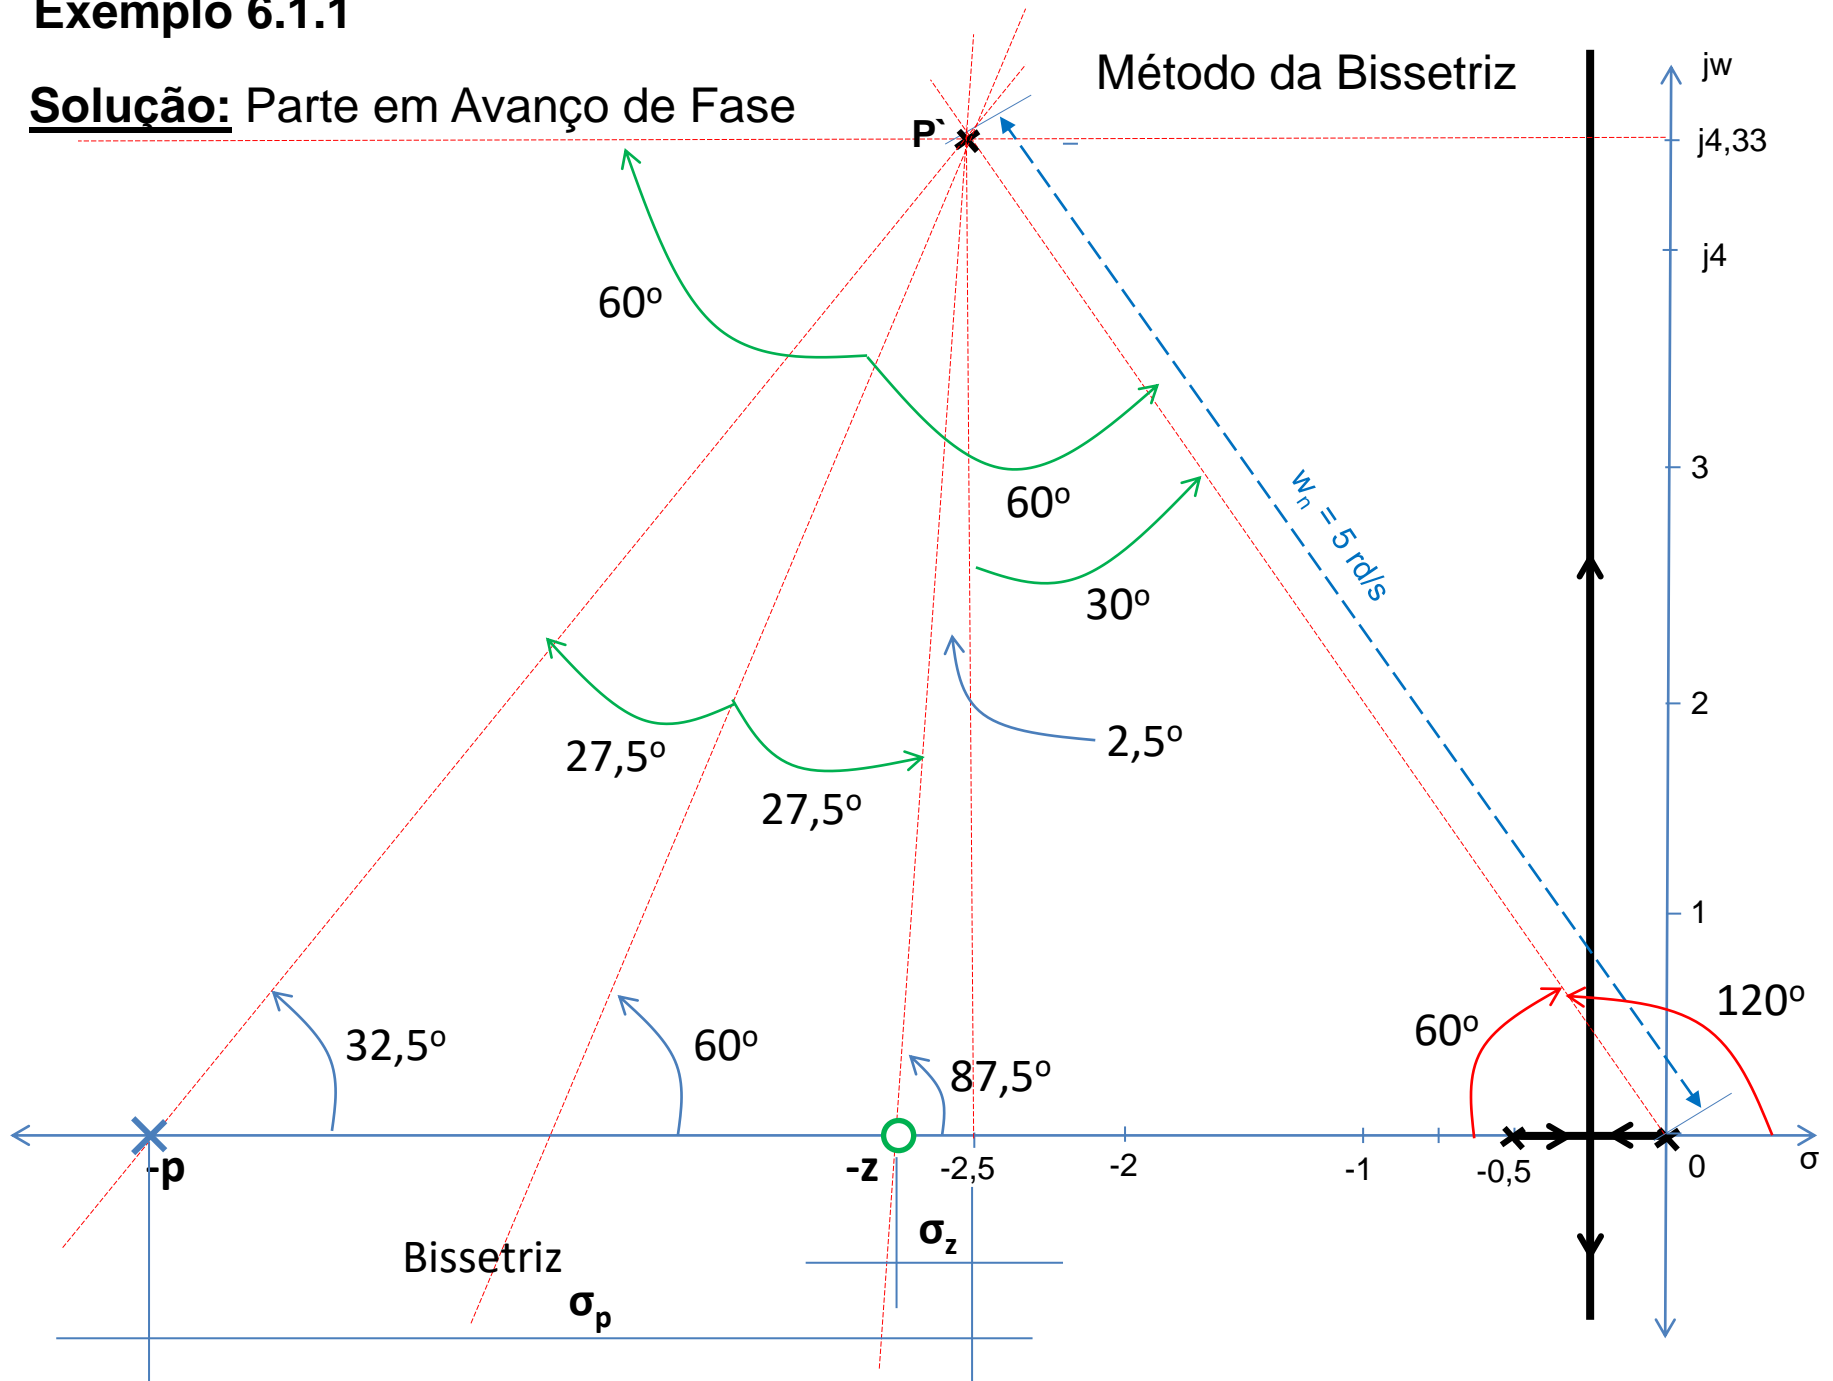 Exemplo 6.1.1
Método da Bissetriz
jw
Solução: Parte em Avanço de Fase
P`
j4,33
j4
60º
3
60º
wn = 5 rd/s
30º
2
2,5º
27,5º
27,5º
1
120º
60º
32,5º
60º
87,5º
-p
-z
-2,5
-2
-1
-0,5
0
σ
σz
Bissetriz
σp